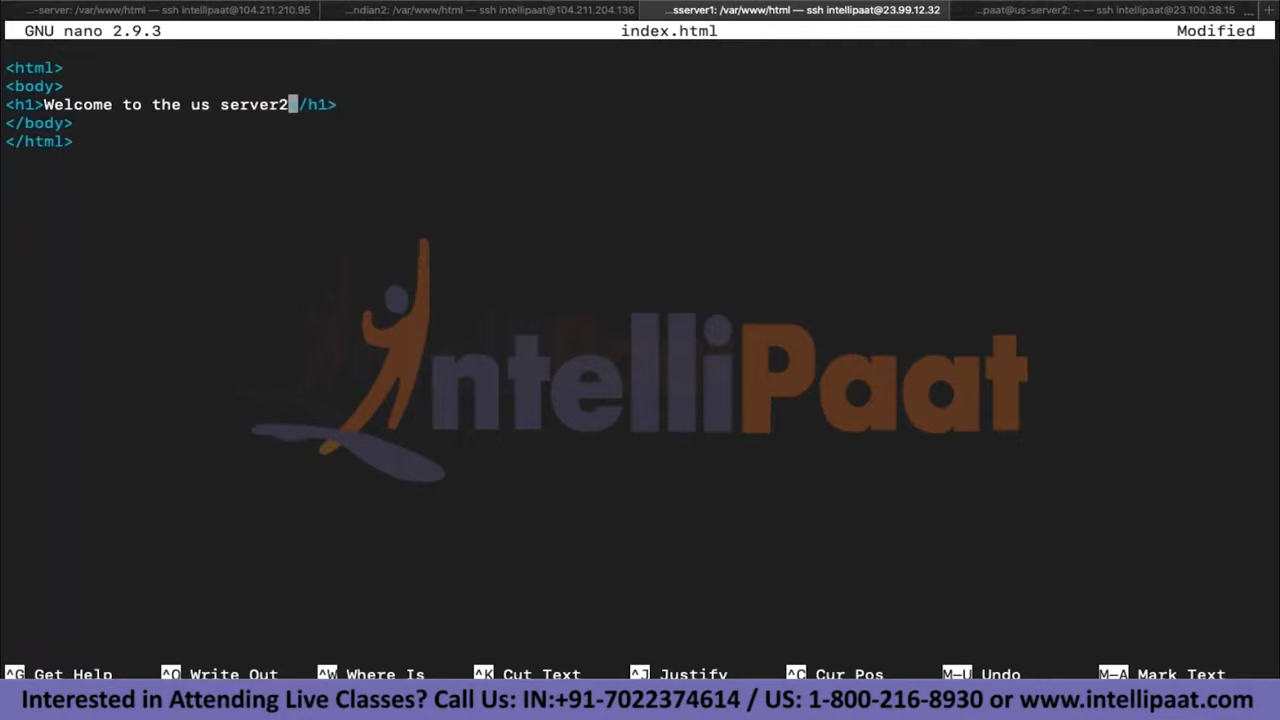 ...-server: /var/www/html — ssh intellipaat@104.211.210.95 ...ndian2: /var/www/html — ssh intellipaat@104.211.204.136 ...sserver1: /var/www/html — ssh intellipaat@23.99.12.32 ...paat@us-server2: ~ — ssh intellipaat@23.100.38.15 ... +
GNU nano 2.9.3 index.html Modified
<html>
<body>
<h1>Welcome to the us server2</h1>
</body>
</html>
IntelliPaat
^G Get Help ^O Write Out ^W Where Is ^K Cut Text ^J Justify ^C Cur Pos M-U Undo M-A Mark Text
Interested in Attending Live Classes? Call Us: IN:+91-7022374614 / US: 1-800-216-8930 or www.intellipaat.com